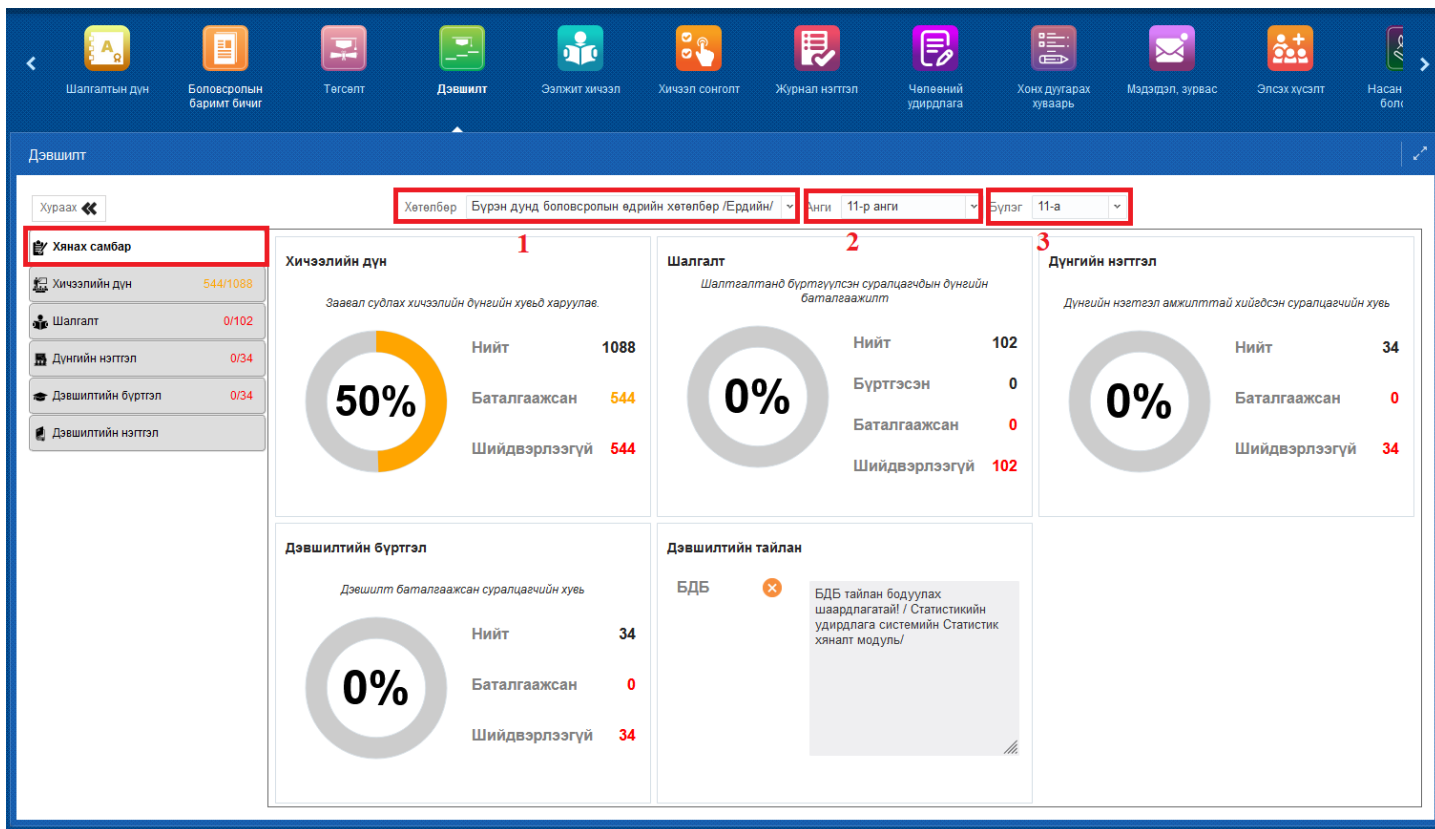 Шалгалтын дүн
Боловсролын
баримт бичиг
Төгсөлт
Дэвшилт
Ээлжит хичээл
Хичээл сонголт
Журнал нэгтгэл
Чөлөөний
удирдлага
Хонх дуугарах
хуваарь
Мэдэгдэл, зурвас
Элсэх хүсэлт
Насан
боло
Дэвшилт
Хураах
Хөтөлбөр Бүрэн дунд боловсролын өдрийн хөтөлбөр /Ердийн/
Анги 11-р анги
Бүлэг 11-а
1
2
3
Хянах самбар
Хичээлийн дүн 544/1088
Шалгалт 0/102
Дүнгийн нэгтгэл 0/34
Дэвшилтийн бүртгэл 0/34
Дэвшилтийн нэгтгэл
Хичээлийн дүн
Заавал судлах хичээлийн дүнгийн хувьд харуулав.
50%
Нийт 1088
Баталгаажсан 544
Шийдвэрлээгүй 544
Шалгалт
Шалтгалтанд бүртгүүлсэн суралцагчдын дүнгийн
баталгаажилт
0%
Нийт 102
Бүртгэсэн 0
Баталгаажсан 0
Шийдвэрлээгүй 102
Дүнгийн нэгтгэл
Дүнгийн нэгтгэл амжилттай хийгдсэн суралцагчийн хувь
0%
Нийт 34
Баталгаажсан 0
Шийдвэрлээгүй 34
Дэвшилтийн бүртгэл
Дэвшилт баталгаажсан суралцагчийн хувь
0%
Нийт 34
Баталгаажсан 0
Шийдвэрлээгүй 34
Дэвшилтийн тайлан
БДБ
БДБ тайлан бодуулах
шаардлагатай! / Статистикийн
удирдлага системийн Статистик
хяналт модуль/